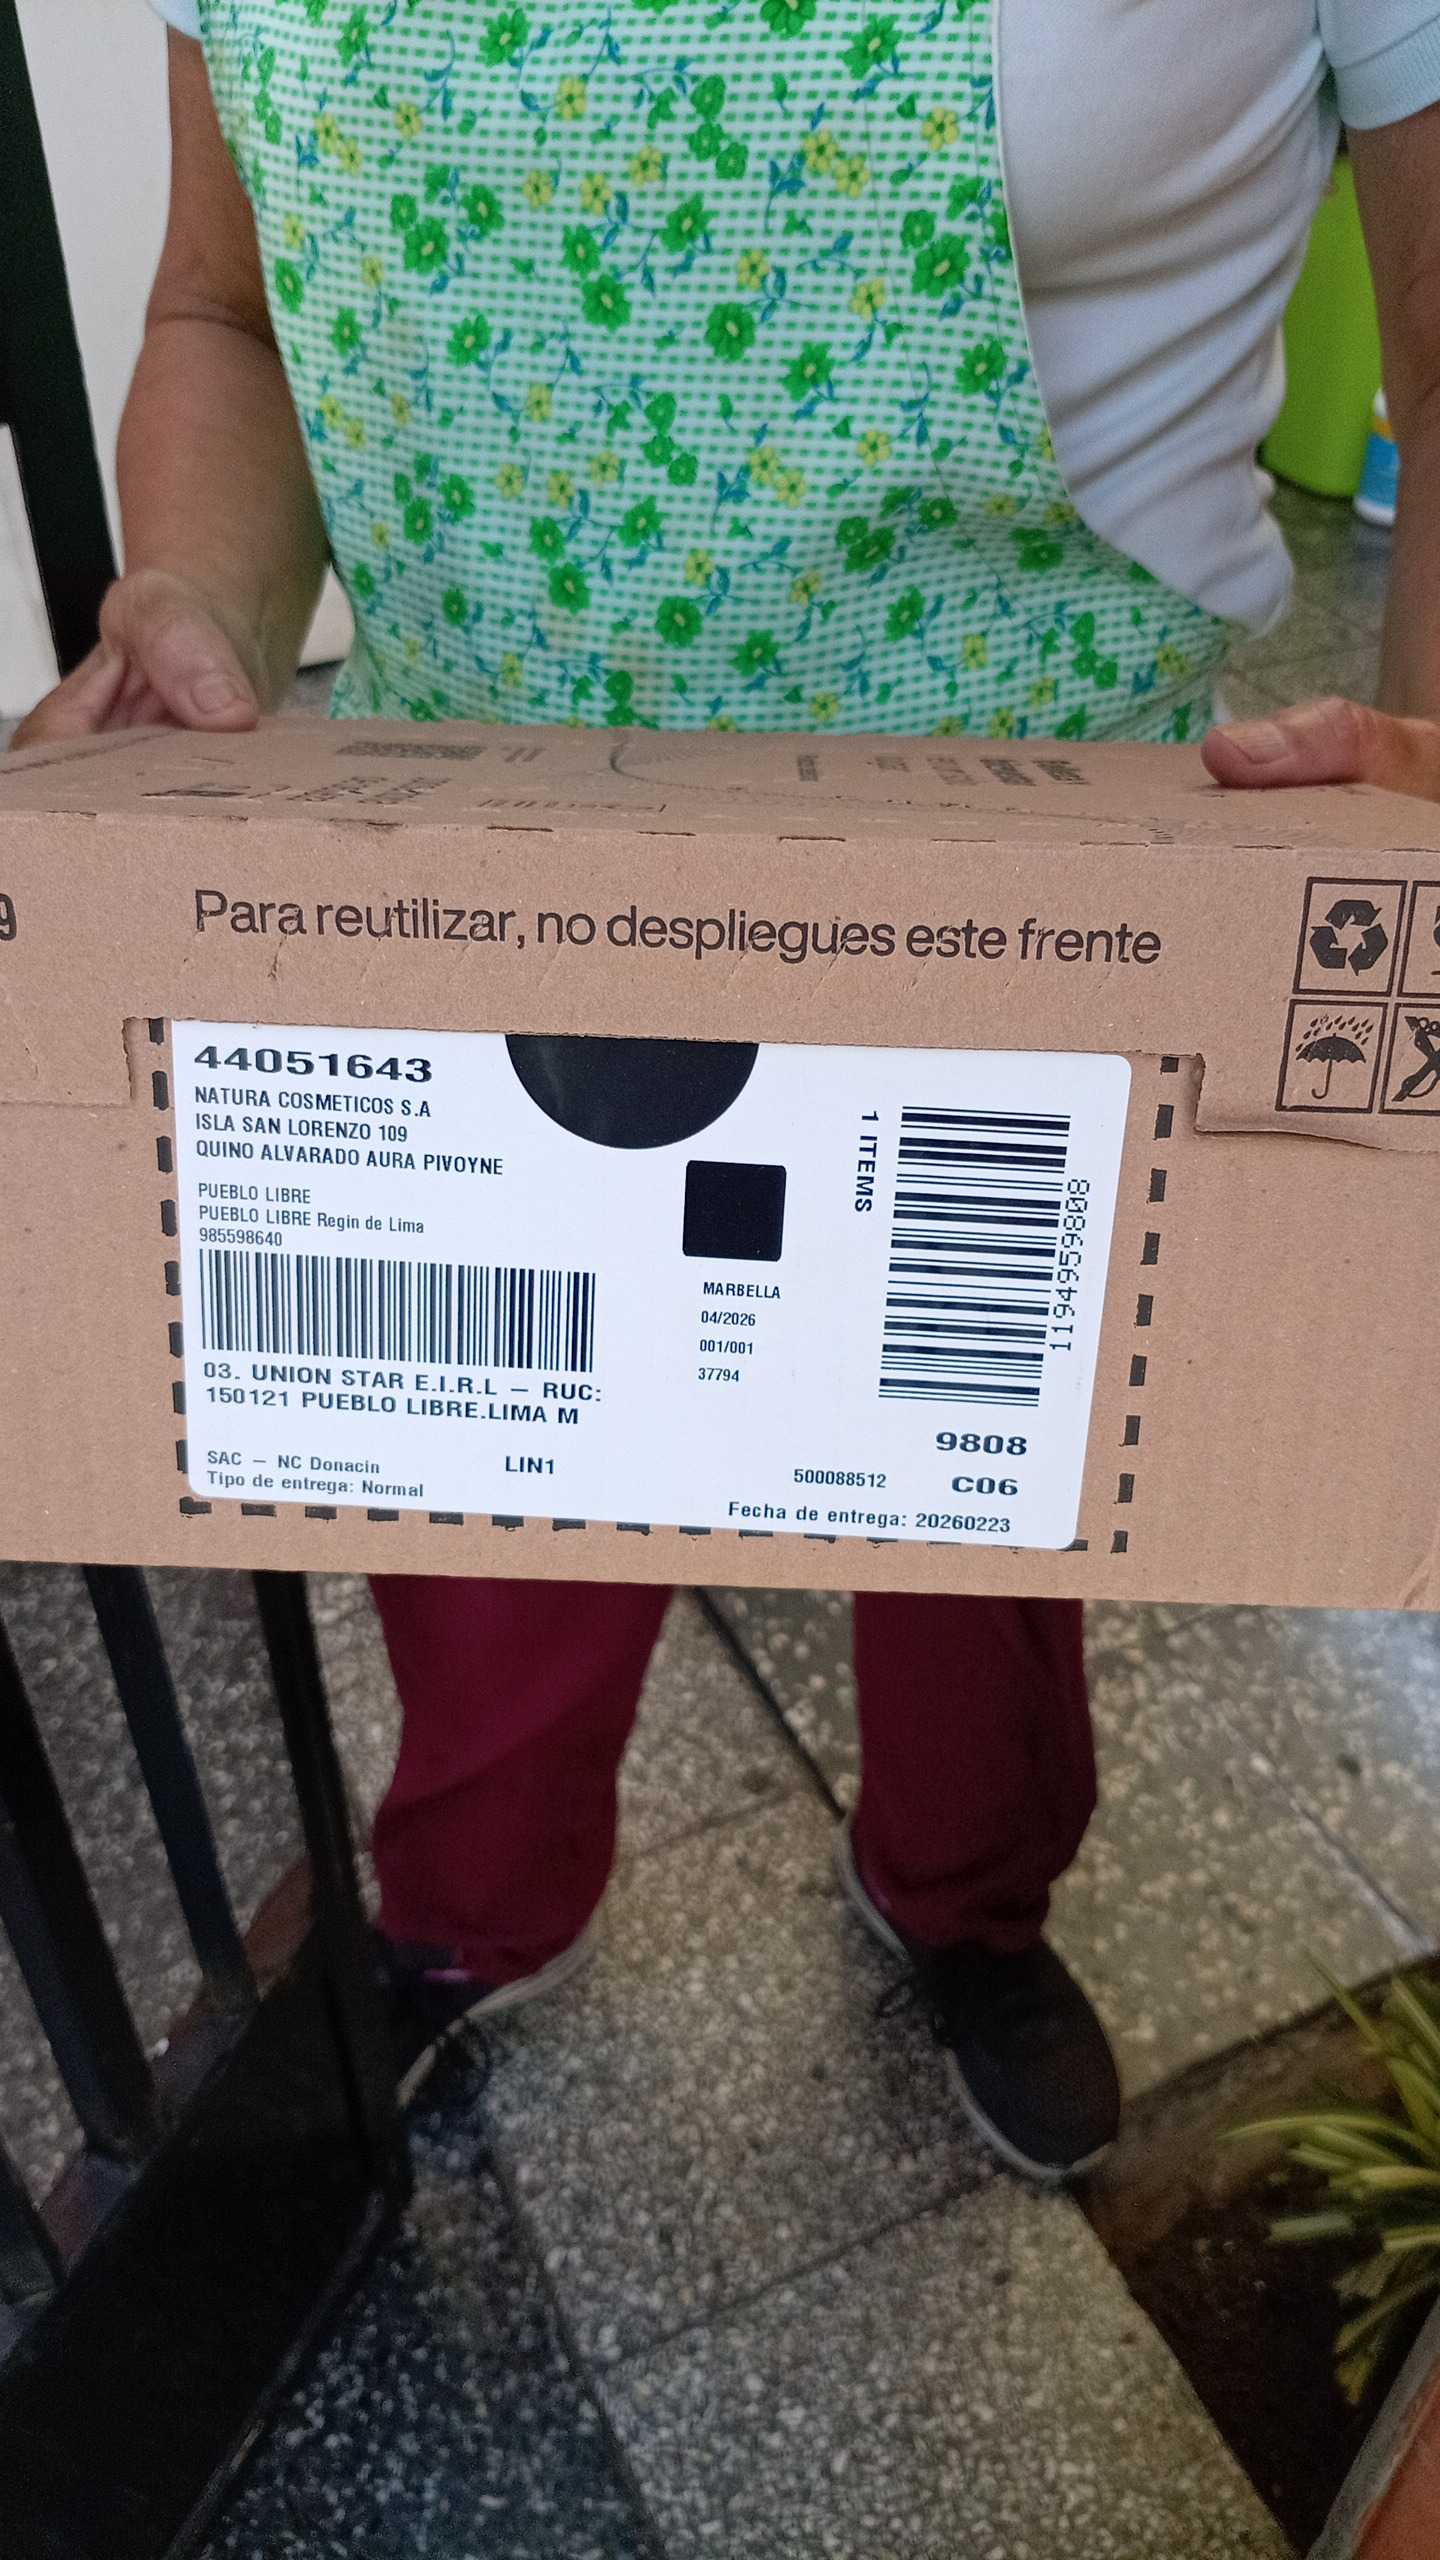 9
Para reutilizar, no despliegues este frente
44051643
NATURA COSMETICOS S.A
ISLA SAN LORENZO 109
QUINO ALVARADO AURA PIVOYNE
PUEBLO LIBRE
PUEBLO LIBRE Regin de Lima
985598640
03. UNION STAR E.I.R.L – RUC:
150121 PUEBLO LIBRE.LIMA M
SAC – NC Donacin
LIN1
Tipo de entrega: Normal
MARBELLA
04/2026
001/001
37794
1 ITEMS
1194959808
9808
500088512
C06
Fecha de entrega: 20260223